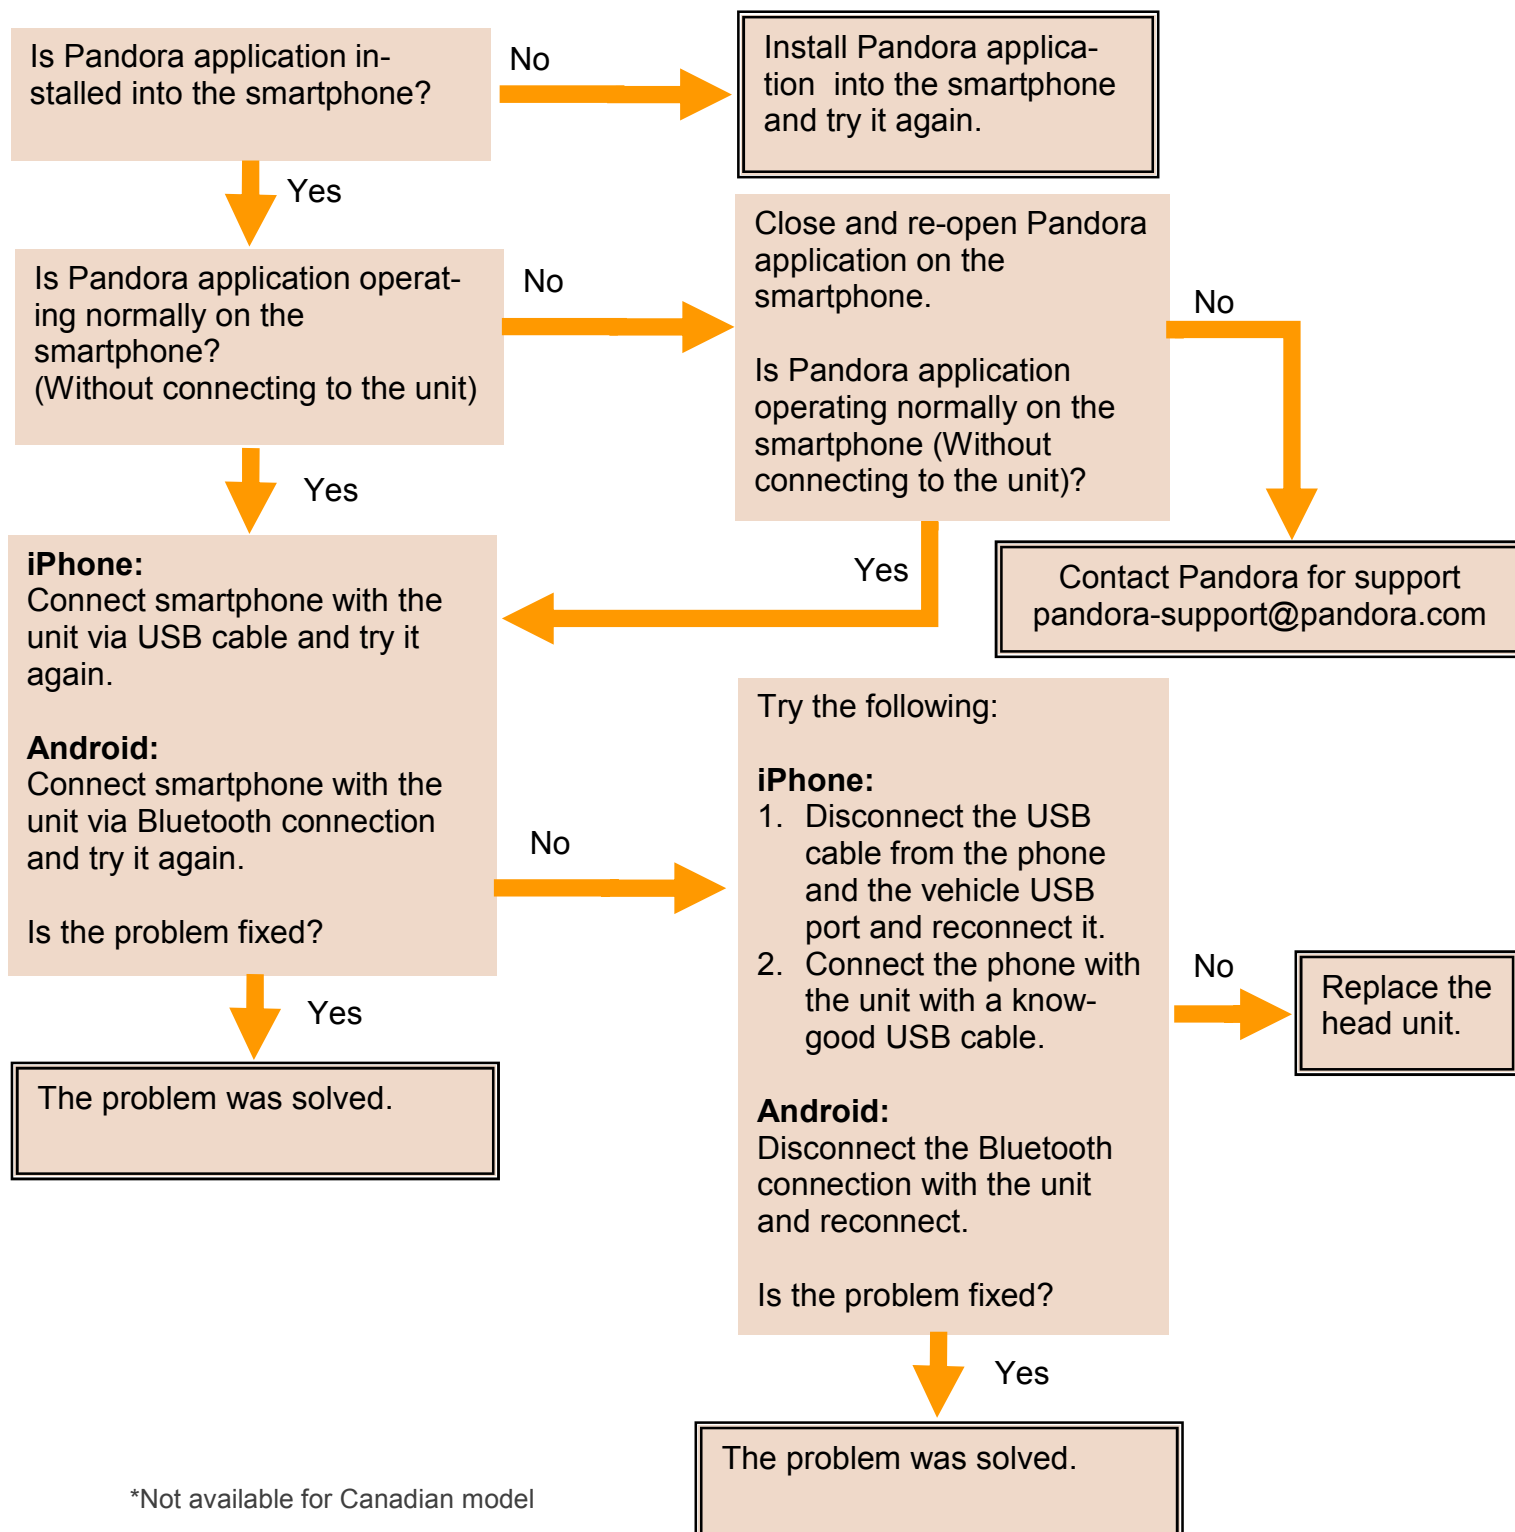 Is Pandora application in-
stalled into the smartphone?
No
Install Pandora applica-
tion  into the smartphone
and try it again.
Yes
Is Pandora application operat-
ing normally on the
smartphone?
(Without connecting to the unit)
No
Close and re-open Pandora
application on the
smartphone.
Is Pandora application
operating normally on the
smartphone (Without
connecting to the unit)?
No
Yes
Yes
Contact Pandora for support
pandora-support@pandora.com
iPhone:
Connect smartphone with the
unit via USB cable and try it
again.
Android:
Connect smartphone with the
unit via Bluetooth connection
and try it again.
Is the problem fixed?
No
Try the following:
iPhone:
1. Disconnect the USB
cable from the phone
and the vehicle USB
port and reconnect it.
2. Connect the phone with
the unit with a know-
good USB cable.
Android:
Disconnect the Bluetooth
connection with the unit
and reconnect.
Is the problem fixed?
No
Replace the
head unit.
Yes
The problem was solved.
Yes
The problem was solved.
*Not available for Canadian model